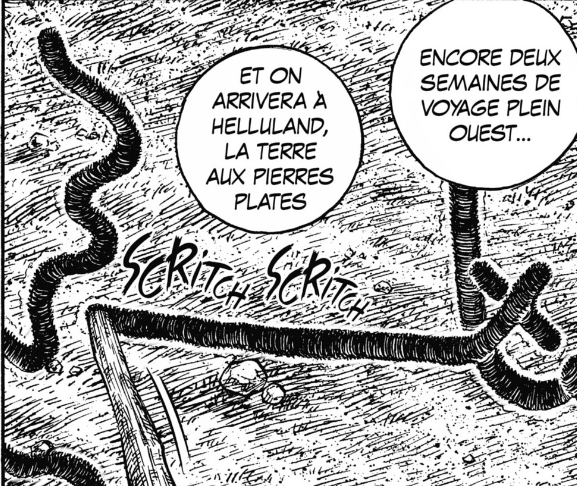 ENCORE DEUX
SEMAINES DE
VOYAGE PLEIN
OUEST...
ET ON
ARRIVERA À
HELLULAND,
LA TERRE
AUX PIERRES
PLATES
SCRITCH SCRITCH